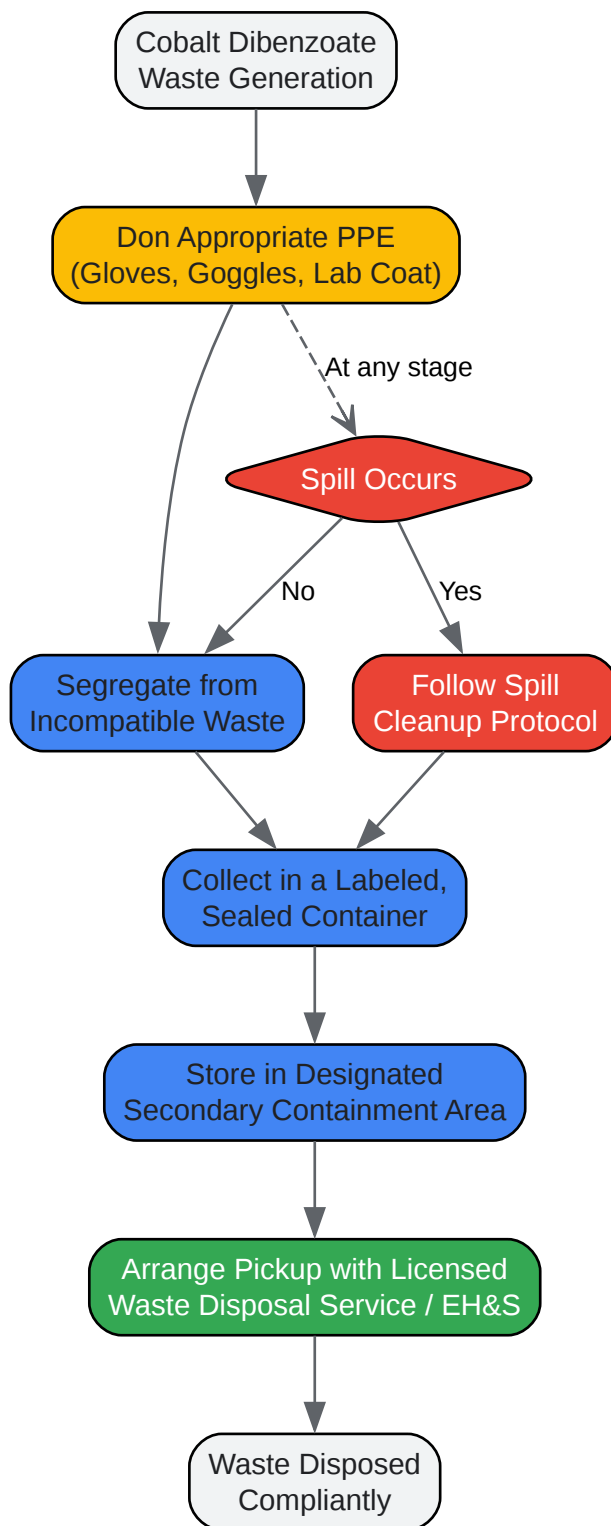 Cobalt Dibenzoate
Waste Generation
Don Appropriate PPE
(Gloves, Goggles, Lab Coat)
At any stage
Spill Occurs
No
Yes
Segregate from
Incompatible Waste
Follow Spill
Cleanup Protocol
Collect in a Labeled,
Sealed Container
Store in Designated
Secondary Containment Area
Arrange Pickup with Licensed
Waste Disposal Service / EH&S
Waste Disposed
Compliantly